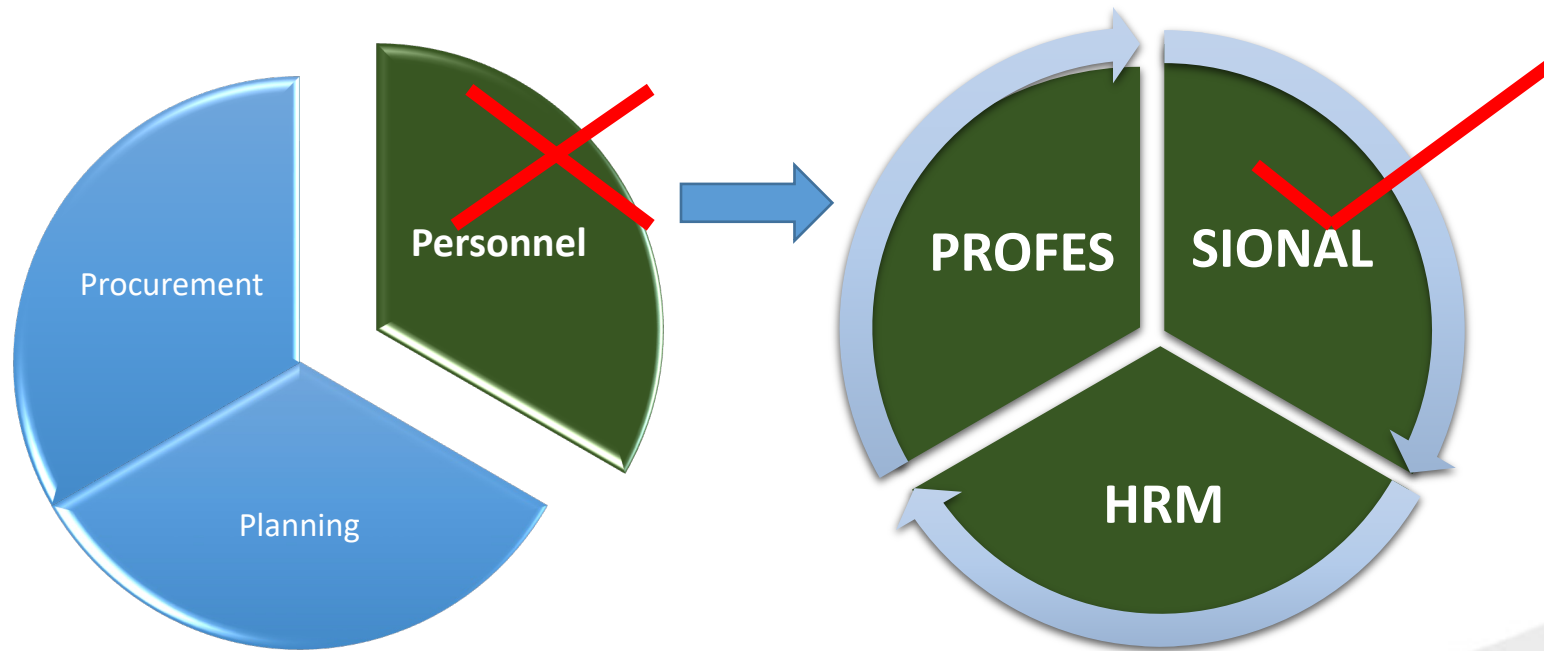 Personnel
Procurement
Planning
PROFES
SIONAL
HRM